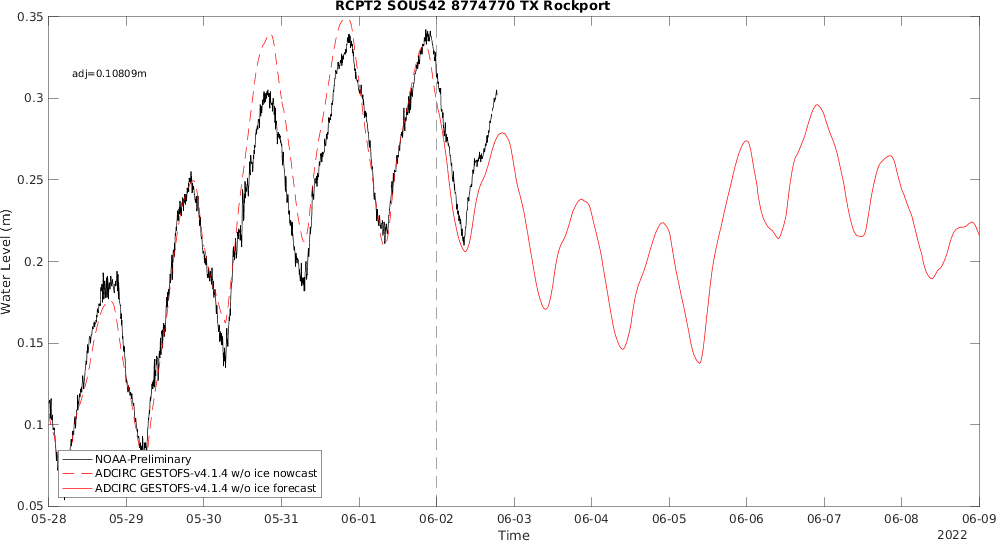 RCPT2 SOUS42 8774770 TX Rockport
0.35
adj=0.10809m
0.3
0.25
Water Level (m)
0.2
0.15
0.1
NOAA-Preliminary
ADCIRC GESTOFS-v4.1.4 w/o ice nowcast
ADCIRC GESTOFS-v4.1.4 w/o ice forecast
0.05
05-28 05-29 05-30 05-31 06-01 06-02 06-03 06-04 06-05 06-06 06-07 06-08 06-09
Time
2022